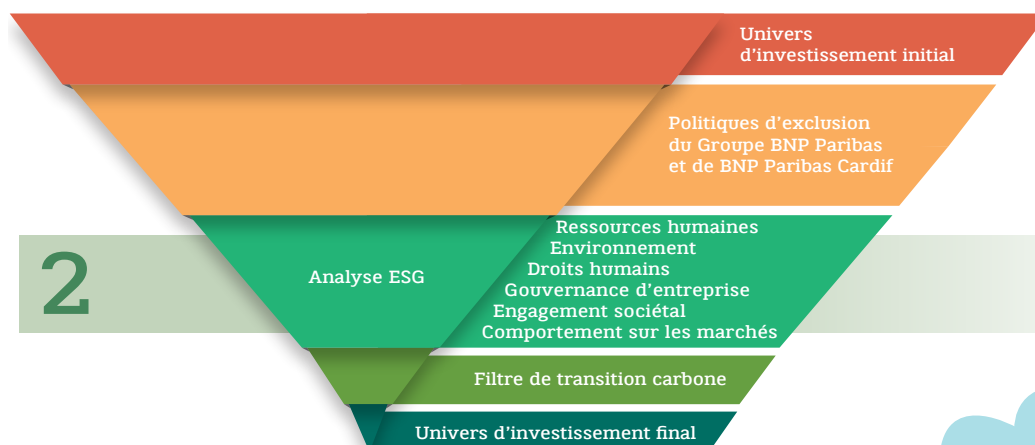 Univers
d'investissement initial
Politiques d'exclusion
du Groupe BNP Paribas
et de BNP Paribas Cardif
2
Analyse ESG
Ressources humaines
Environnement
Droits humains
Gouvernance d'entreprise
Engagement sociétal
Comportement sur les marchés
Filtre de transition carbone
Univers d'investissement final